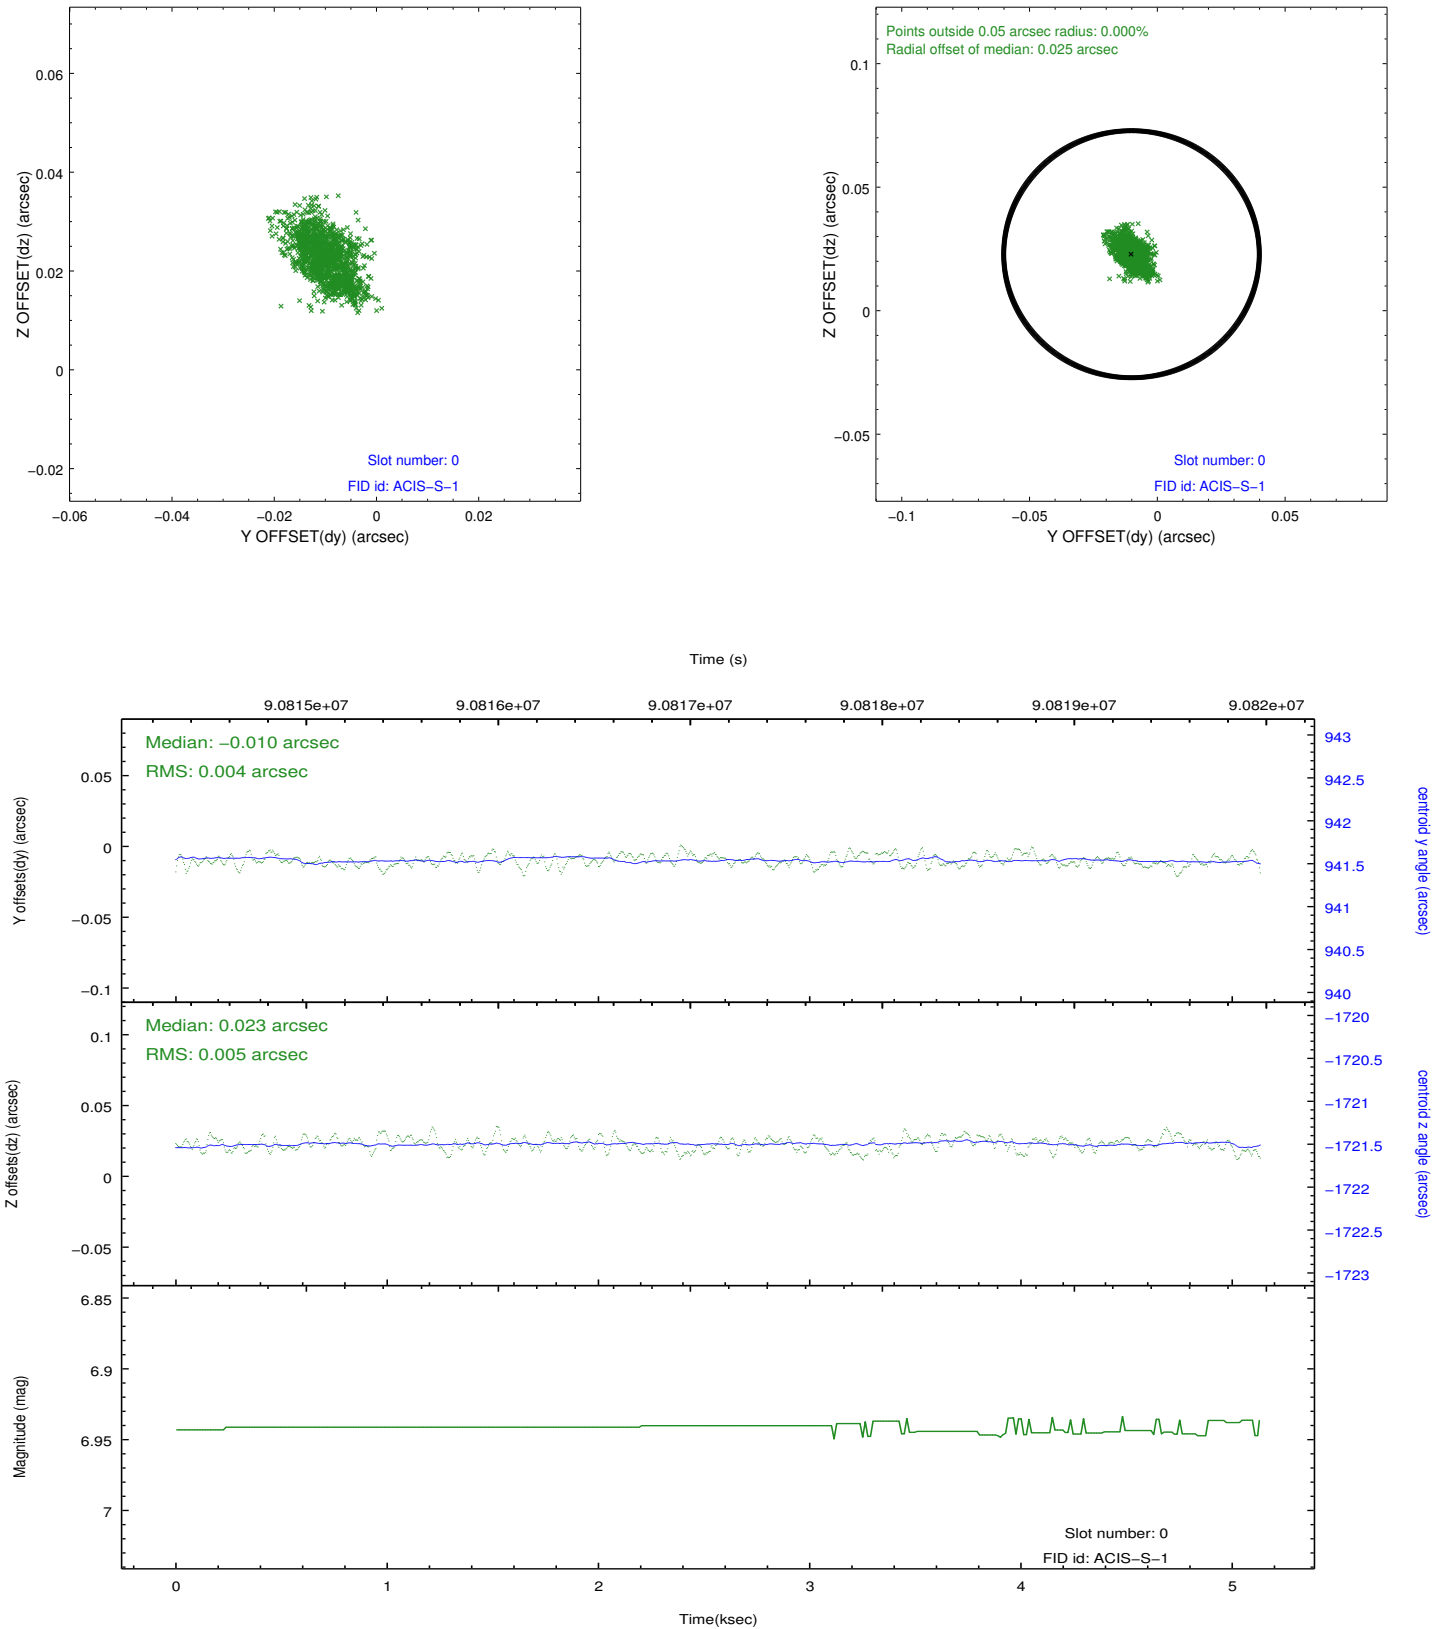 0.06
0.04
0.02
0
−0.02
Z OFFSET(dz) (arcsec)
Slot number: 0
FID id: ACIS−S−1
−0.06
−0.04
−0.02
0
0.02
Y OFFSET(dy) (arcsec)
Points outside 0.05 arcsec radius: 0.000%
Radial offset of median: 0.025 arcsec
0.1
0.05
0
−0.05
Z OFFSET(dz) (arcsec)
Slot number: 0
FID id: ACIS−S−1
−0.1
−0.05
0
0.05
Y OFFSET(dy) (arcsec)
Time (s)
9.0815e+07
9.0816e+07
9.0817e+07
9.0818e+07
9.0819e+07
9.082e+07
Median: −0.010 arcsec
RMS: 0.004 arcsec
0.05
0
−0.05
−0.1
Y offsets(dy) (arcsec)
943
942.5
942
941.5
941
940.5
940
centroid y angle (arcsec)
Median: 0.023 arcsec
RMS: 0.005 arcsec
0.1
0.05
0
−0.05
Z offsets(dz) (arcsec)
−1720
−1720.5
−1721
−1721.5
−1722
−1722.5
−1723
centroid z angle (arcsec)
6.85
6.9
6.95
7
Magnitude (mag)
Slot number: 0
FID id: ACIS−S−1
0
1
2
3
4
5
Time(ksec)